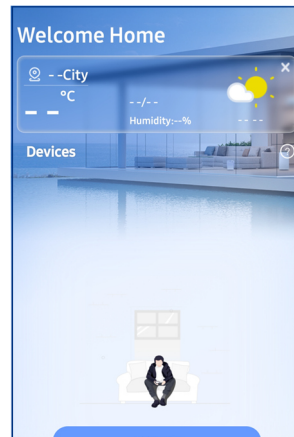 Welcome Home
- -City
°C
- -
- -/- -
Humidity:--%
- - - -
Devices